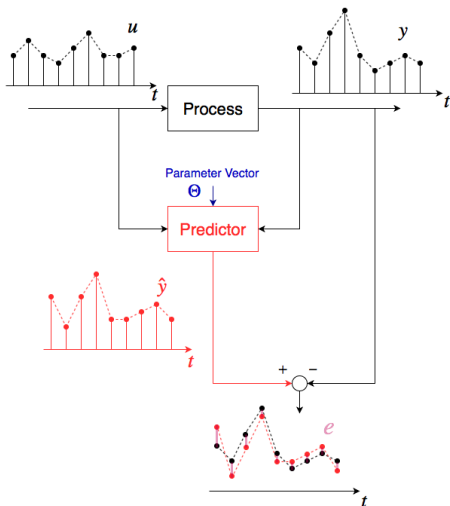 u
y
t
t
Process
Parameter Vector
Θ
Predictor
ŷ
t
+
−
e
t